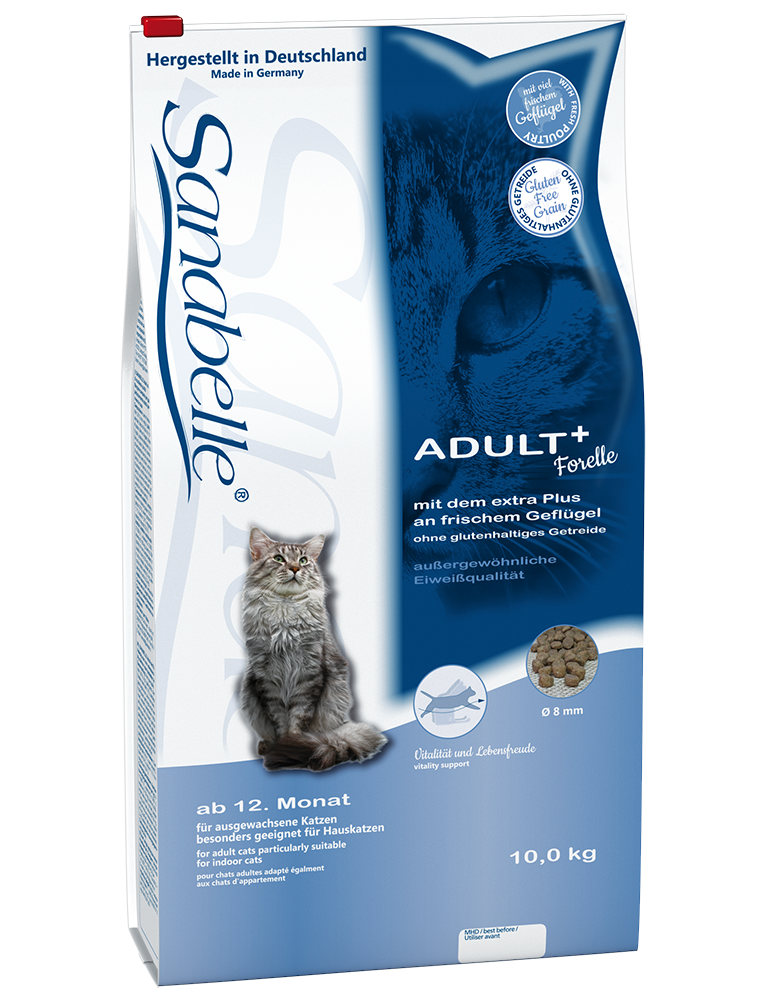 Hergestellt in Deutschland
Made in Germany
Sanabelle®
San
mit viel
frischem
Geflügel
WITH FRESH POULTRY
Gluten
Free
Grain
OHNE GLUTENHALTIGES GETREIDE
ADULT+
Forelle
mit dem extra Plus
an frischem Geflügel
ohne glutenhaltiges Getreide
außergewöhnliche
Eiweißqualität
Ø 8 mm
Vitalität und Lebensfreude
vitality support
ab 12. Monat
für ausgewachsene Katzen
besonders geeignet für Hauskatzen
for adult cats particularly suitable
for indoor cats
pour chats adultes adapté égalment
aux chats d'appartement
10,0 kg
MHD / best before /
Utiliser avant